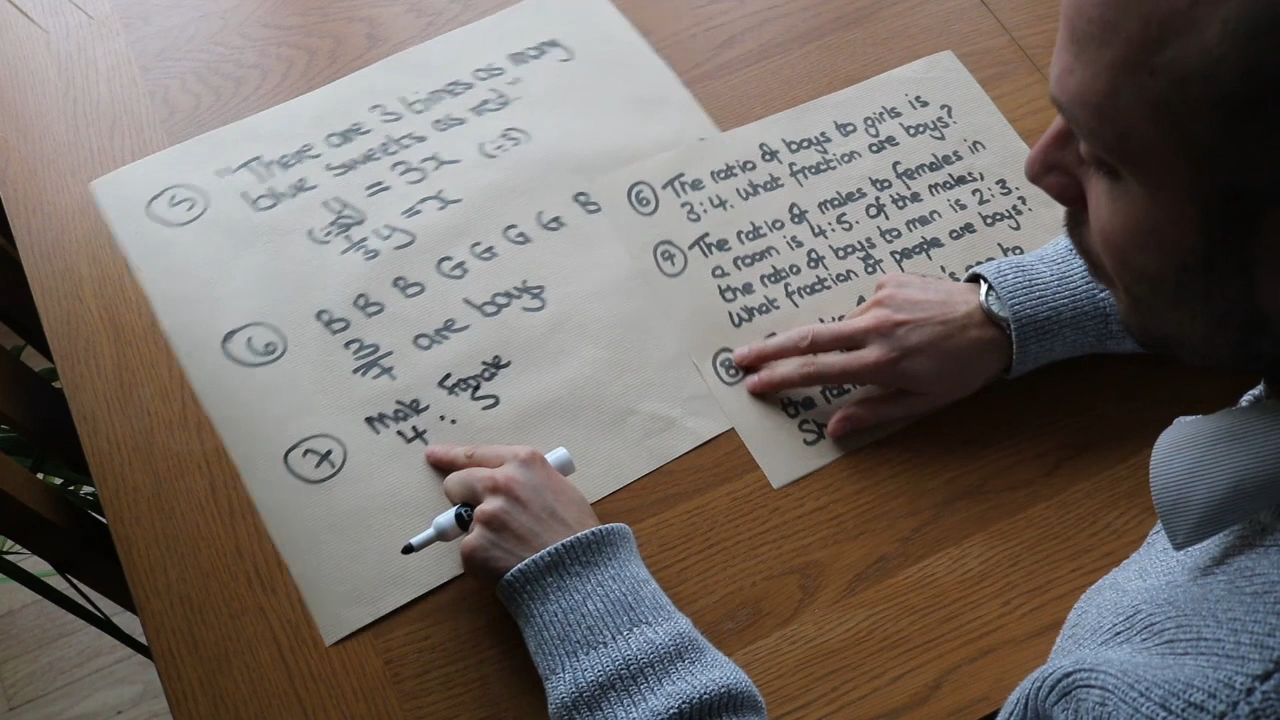 5 "There are 3 times as many
blue sweets as red"
y = 3x (÷3)
(÷3)
1/3 y = x
6 B B B G G G G B
3/7 are boys
7 Male Female
4 : 5
6 The ratio of boys to girls is
3:4. What fraction are boys?
7 The ratio of males to females in
a room is 4:5. Of the males,
the ratio of boys to men is 2:3.
What fraction of people are boys?
8
the